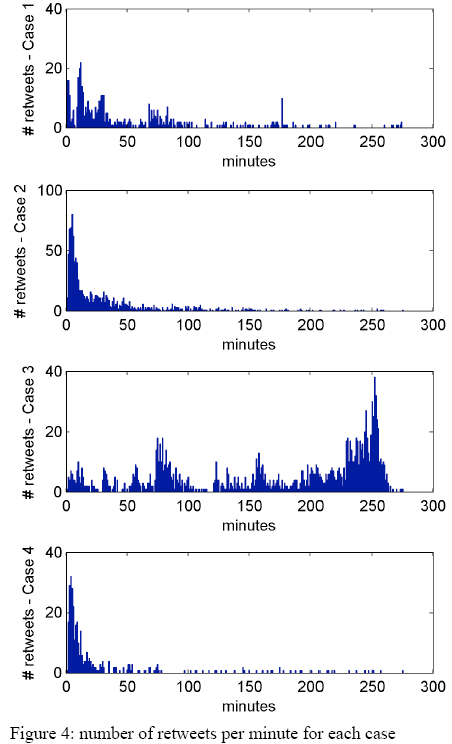 40
20
0
# retweets - Case 1
0 50 100 150 200 250 300
minutes
100
50
0
# retweets - Case 2
0 50 100 150 200 250 300
minutes
40
20
0
# retweets - Case 3
0 50 100 150 200 250 300
minutes
40
20
0
# retweets - Case 4
0 50 100 150 200 250 300
minutes
Figure 4: number of retweets per minute for each case